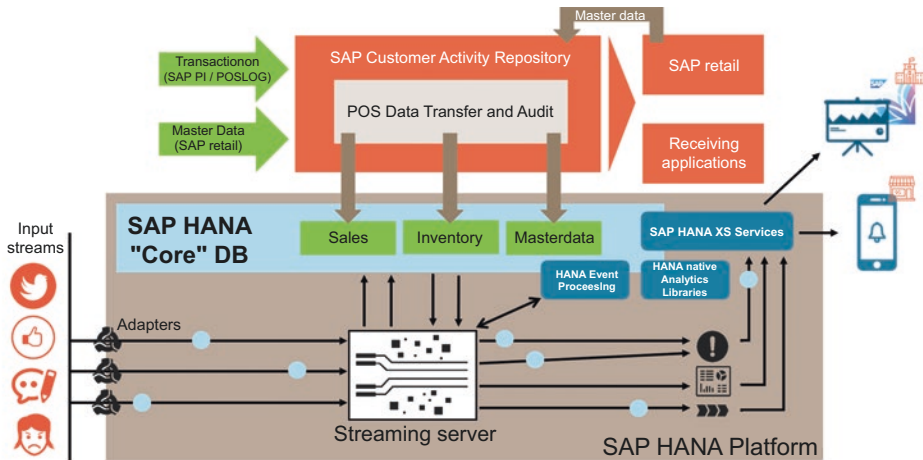 Master data
Transactionon
(SAP PI / POSLOG)
SAP Customer Activity Repository
SAP retail
POS Data Transfer and Audit
Master Data
(SAP retail)
Receiving
applications
SAP
SAP HANA
"Core" DB
Sales
Inventory
Masterdata
SAP HANA XS Services
Input
streams
HANA Event
Proceesing
HANA native
Analytics
Libraries
Adapters
Streaming server
SAP HANA Platform